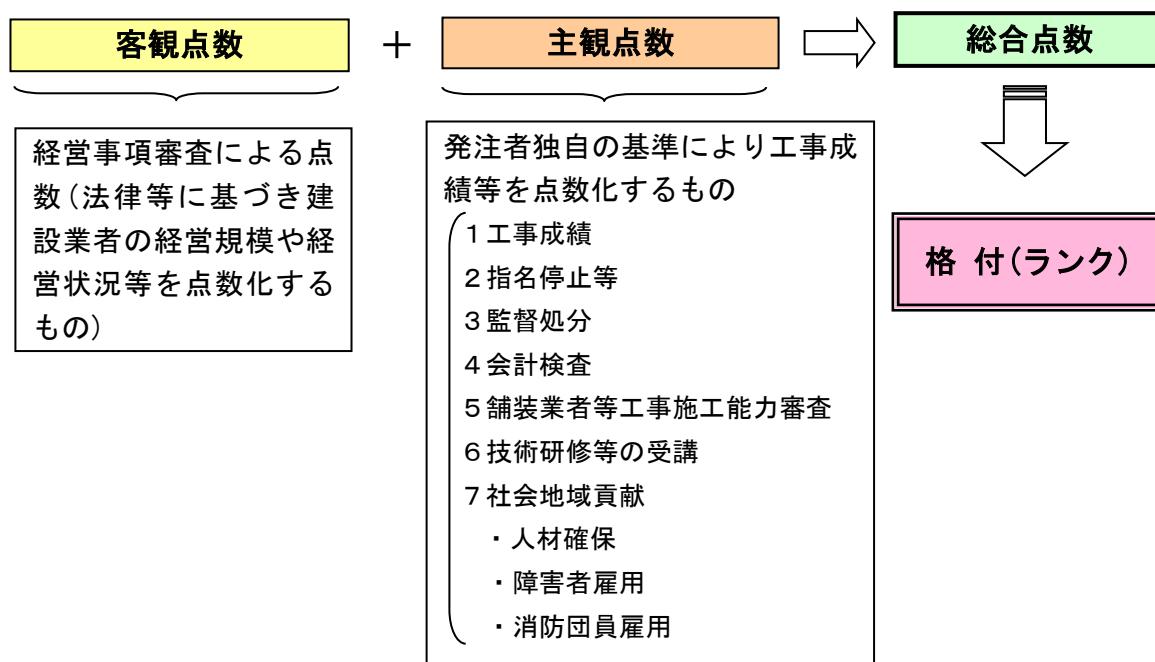 客観点数
＋
主観点数
総合点数
経営事項審査による点
数(法律等に基づき建
設業者の経営規模や経
営状況等を点数化する
もの)
発注者独自の基準により工事成
績等を点数化するもの
１工事成績
２指名停止等
３監督処分
４会計検査
５舗装業者等工事施工能力審査
６技術研修等の受講
７社会地域貢献
・人材確保
・障害者雇用
・消防団員雇用
格 付(ランク)